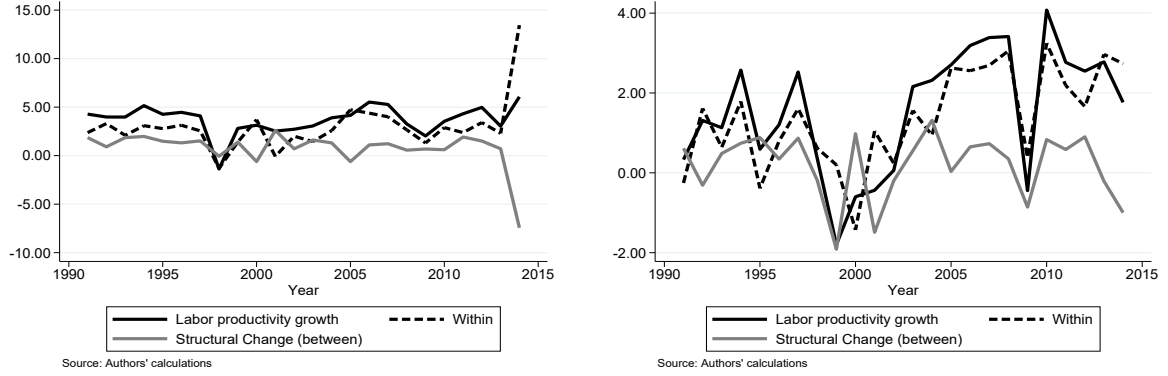 15.00
10.00
5.00
0.00
-5.00
-10.00
1990 1995 2000 2005 2010 2015
Year
Labor productivity growth Within
Structural Change (between)
Source: Authors' calculations
4.00
2.00
0.00
-2.00
1990 1995 2000 2005 2010 2015
Year
Labor productivity growth Within
Structural Change (between)
Source: Authors' calculations